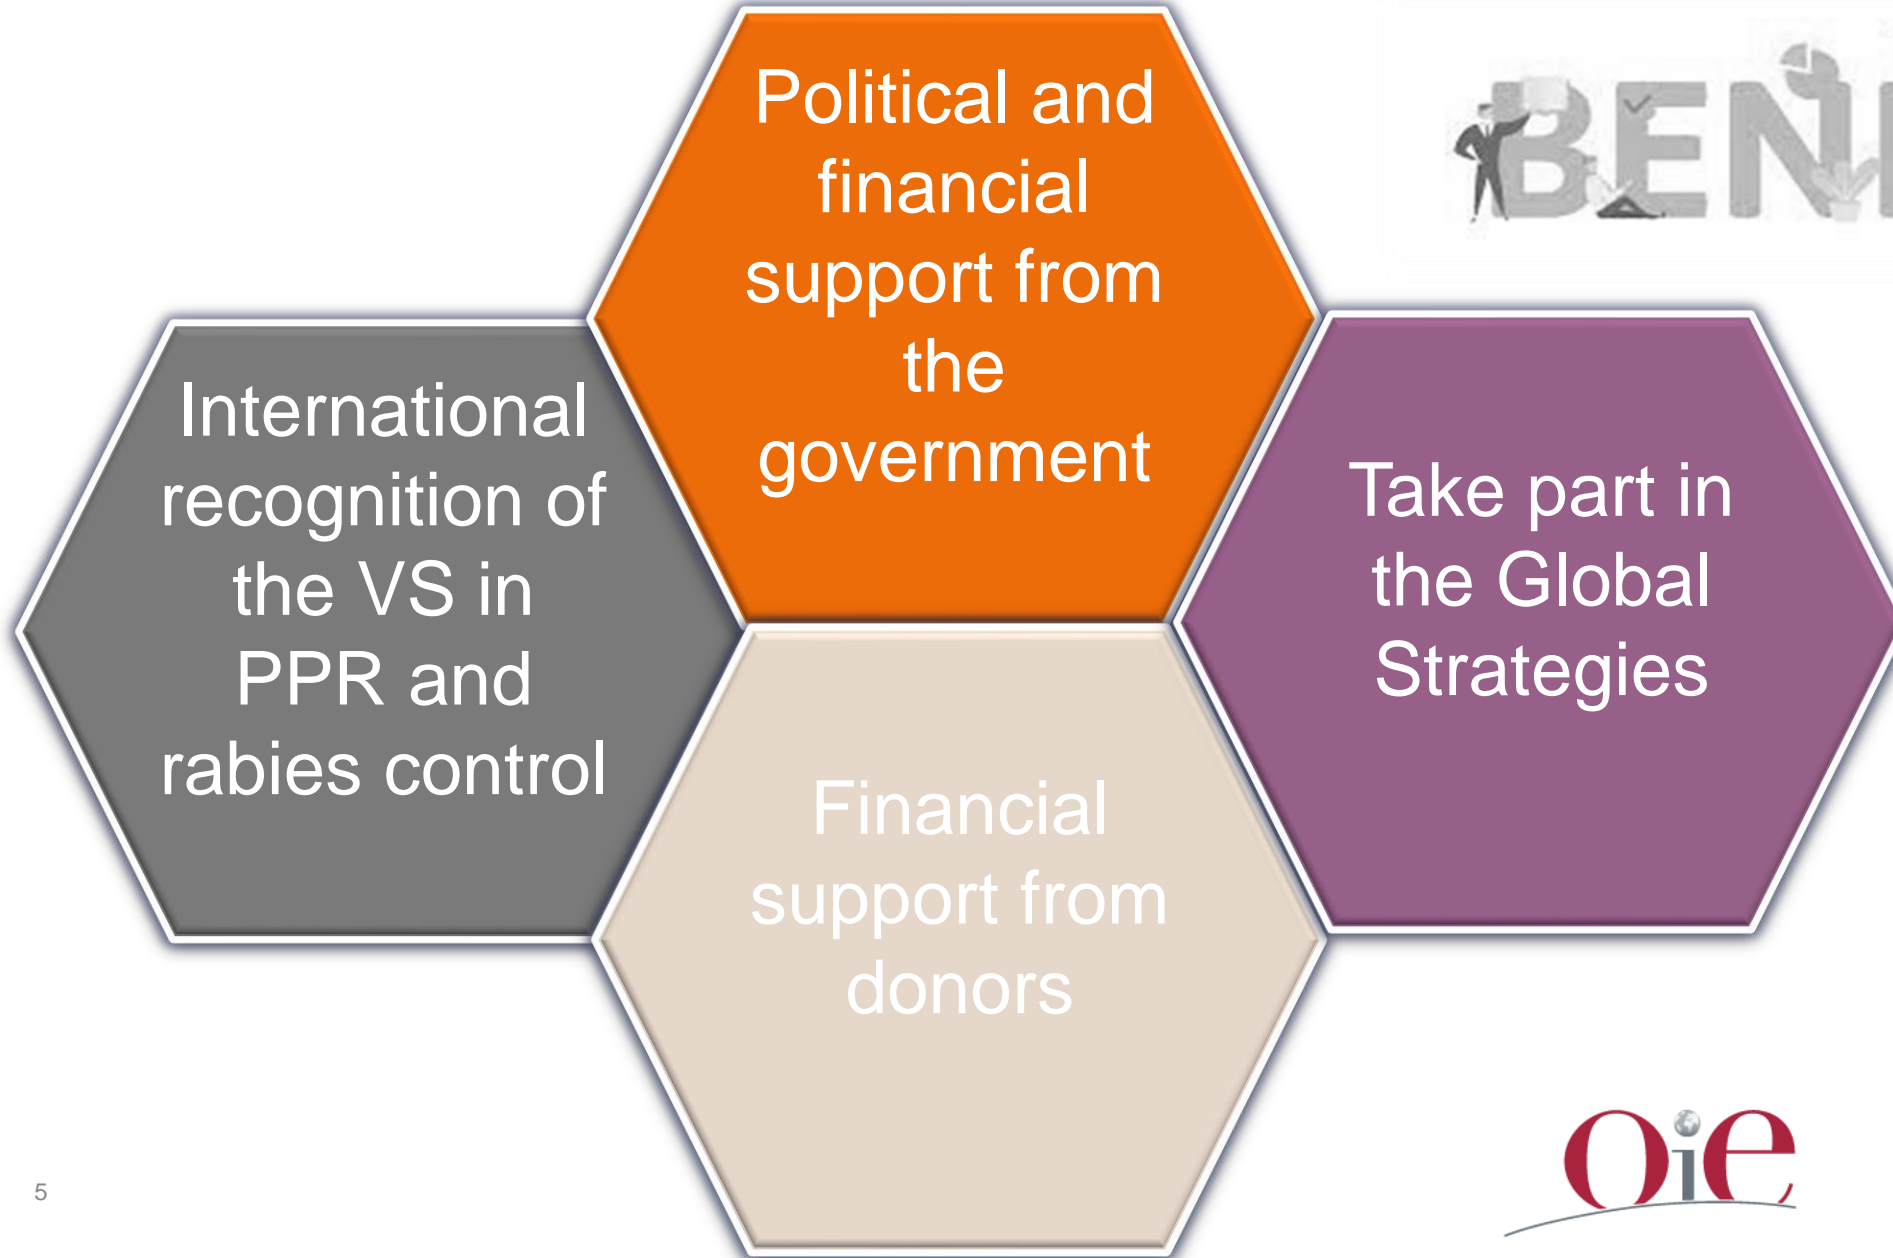 Political and
financial
support from
the
government
BEN
International
recognition of
the VS in
PPR and
rabies control
Take part in
the Global
Strategies
Financial
support from
donors
oie
5